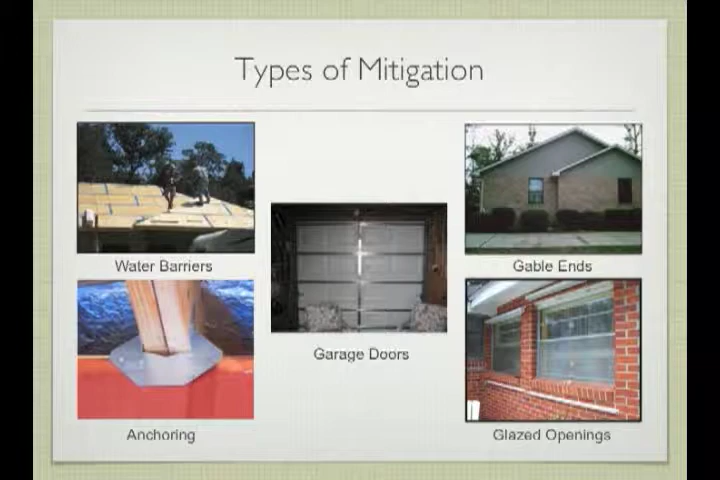 Types of Mitigation
Water Barriers
Gable Ends
Garage Doors
Anchoring
Glazed Openings